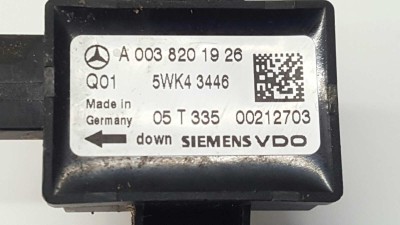 A 003 820 19 26
Q01 5WK4 3446
Made in
Germany 05 T 335 00212703
down SIEMENS VDO